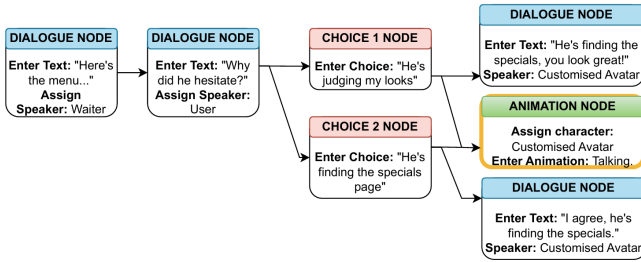 DIALOGUE NODE
Enter Text: "Here's
the menu..."
Assign
Speaker: Waiter
DIALOGUE NODE
Enter Text: "Why
did he hesitate?"
Assign Speaker:
User
CHOICE 1 NODE
Enter Choice: "He's
judging my looks"
CHOICE 2 NODE
Enter Choice: "He's
finding the specials
page"
DIALOGUE NODE
Enter Text: "He's finding the
specials, you look great!"
Speaker: Customised Avatar
ANIMATION NODE
Assign character:
Customised Avatar
Enter Animation: Talking.
DIALOGUE NODE
Enter Text: "I agree, he's
finding the specials."
Speaker: Customised Avatar